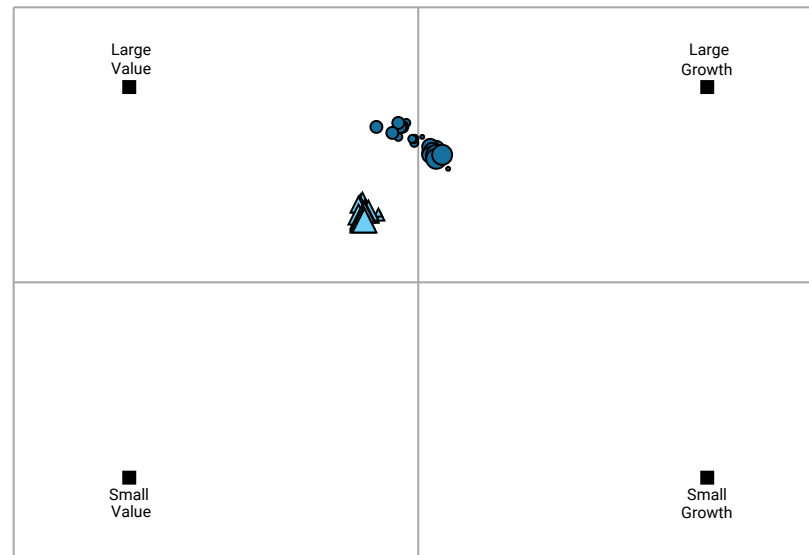 Large
Value
Large
Growth
Small
Value
Small
Growth